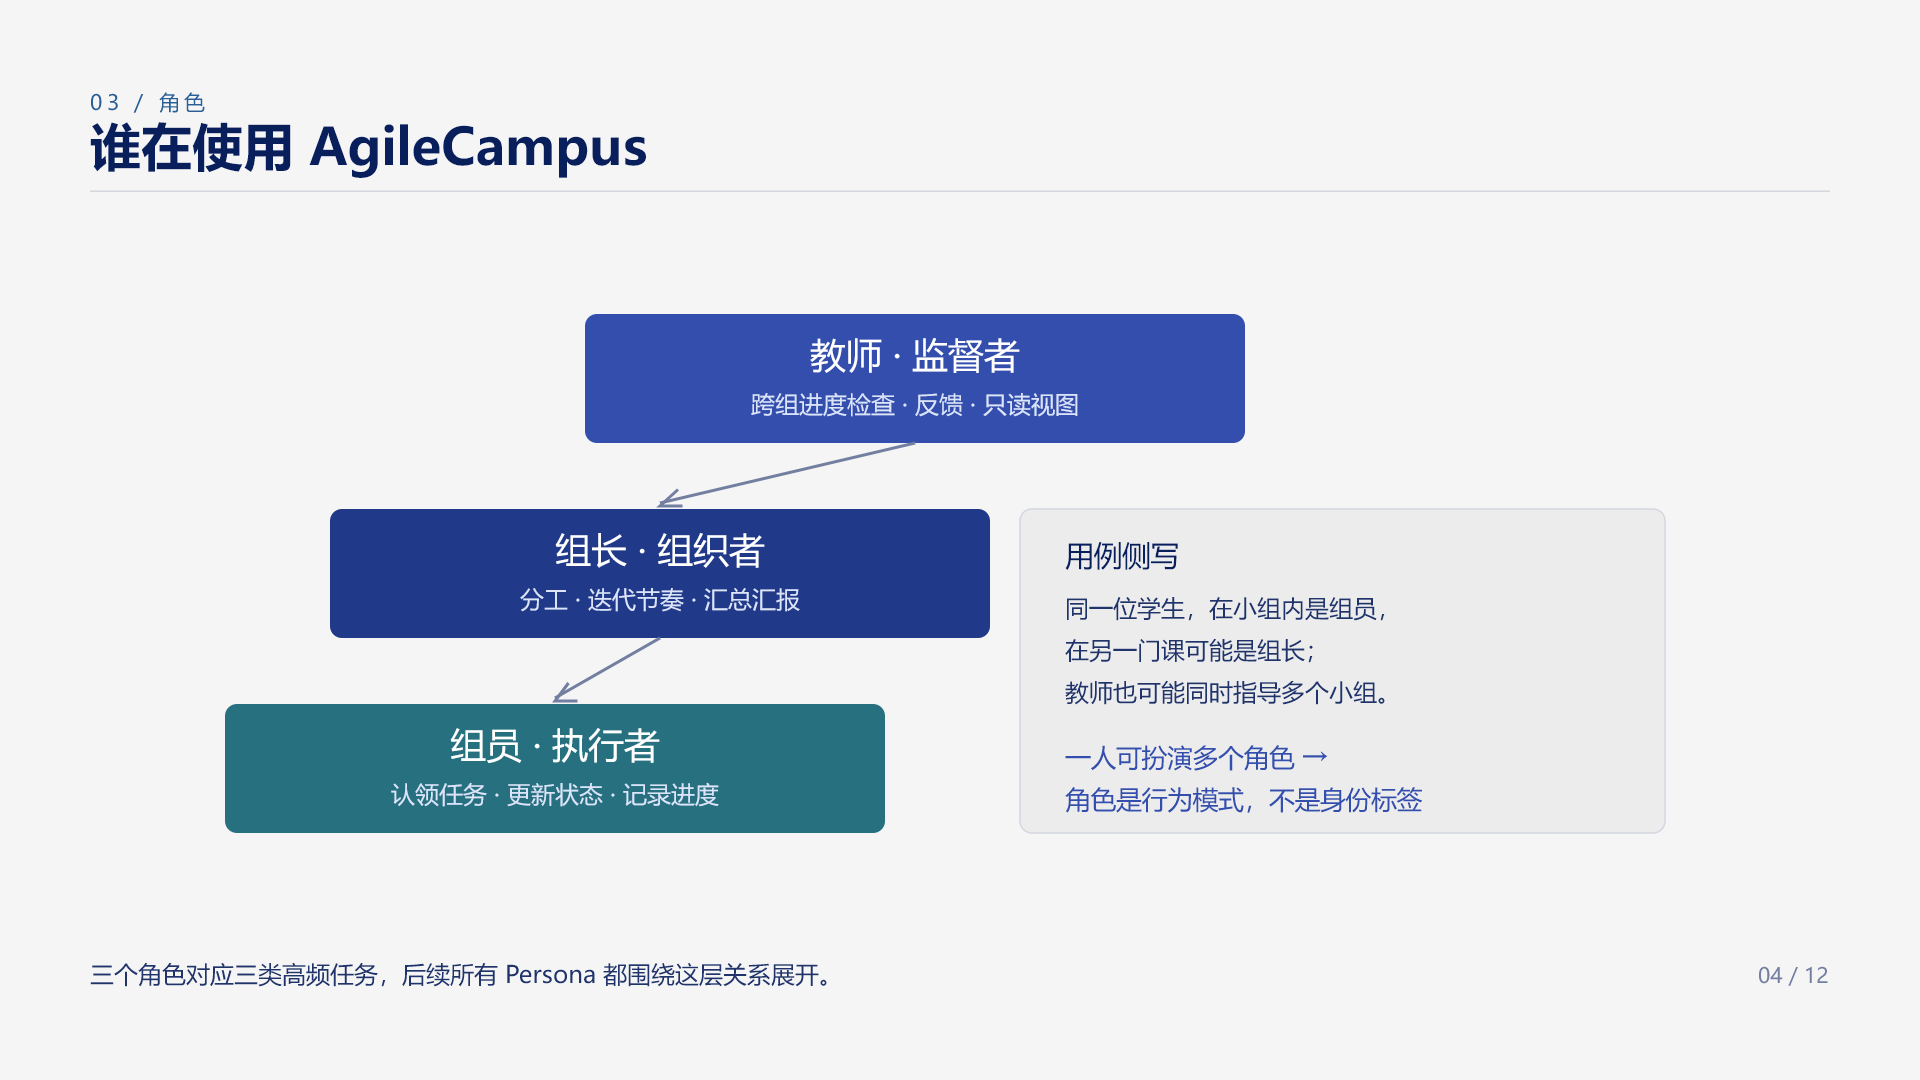 03 / 角色
谁在使用 AgileCampus
教师 · 监督者
跨组进度检查 · 反馈 · 只读视图
组长 · 组织者
分工 · 迭代节奏 · 汇总汇报
组员 · 执行者
认领任务 · 更新状态 · 记录进度
用例侧写
同一位学生，在小组内是组员，
在另一门课可能是组长；
教师也可能同时指导多个小组。
一人可扮演多个角色 →
角色是行为模式，不是身份标签
三个角色对应三类高频任务，后续所有 Persona 都围绕这层关系展开。
04 / 12